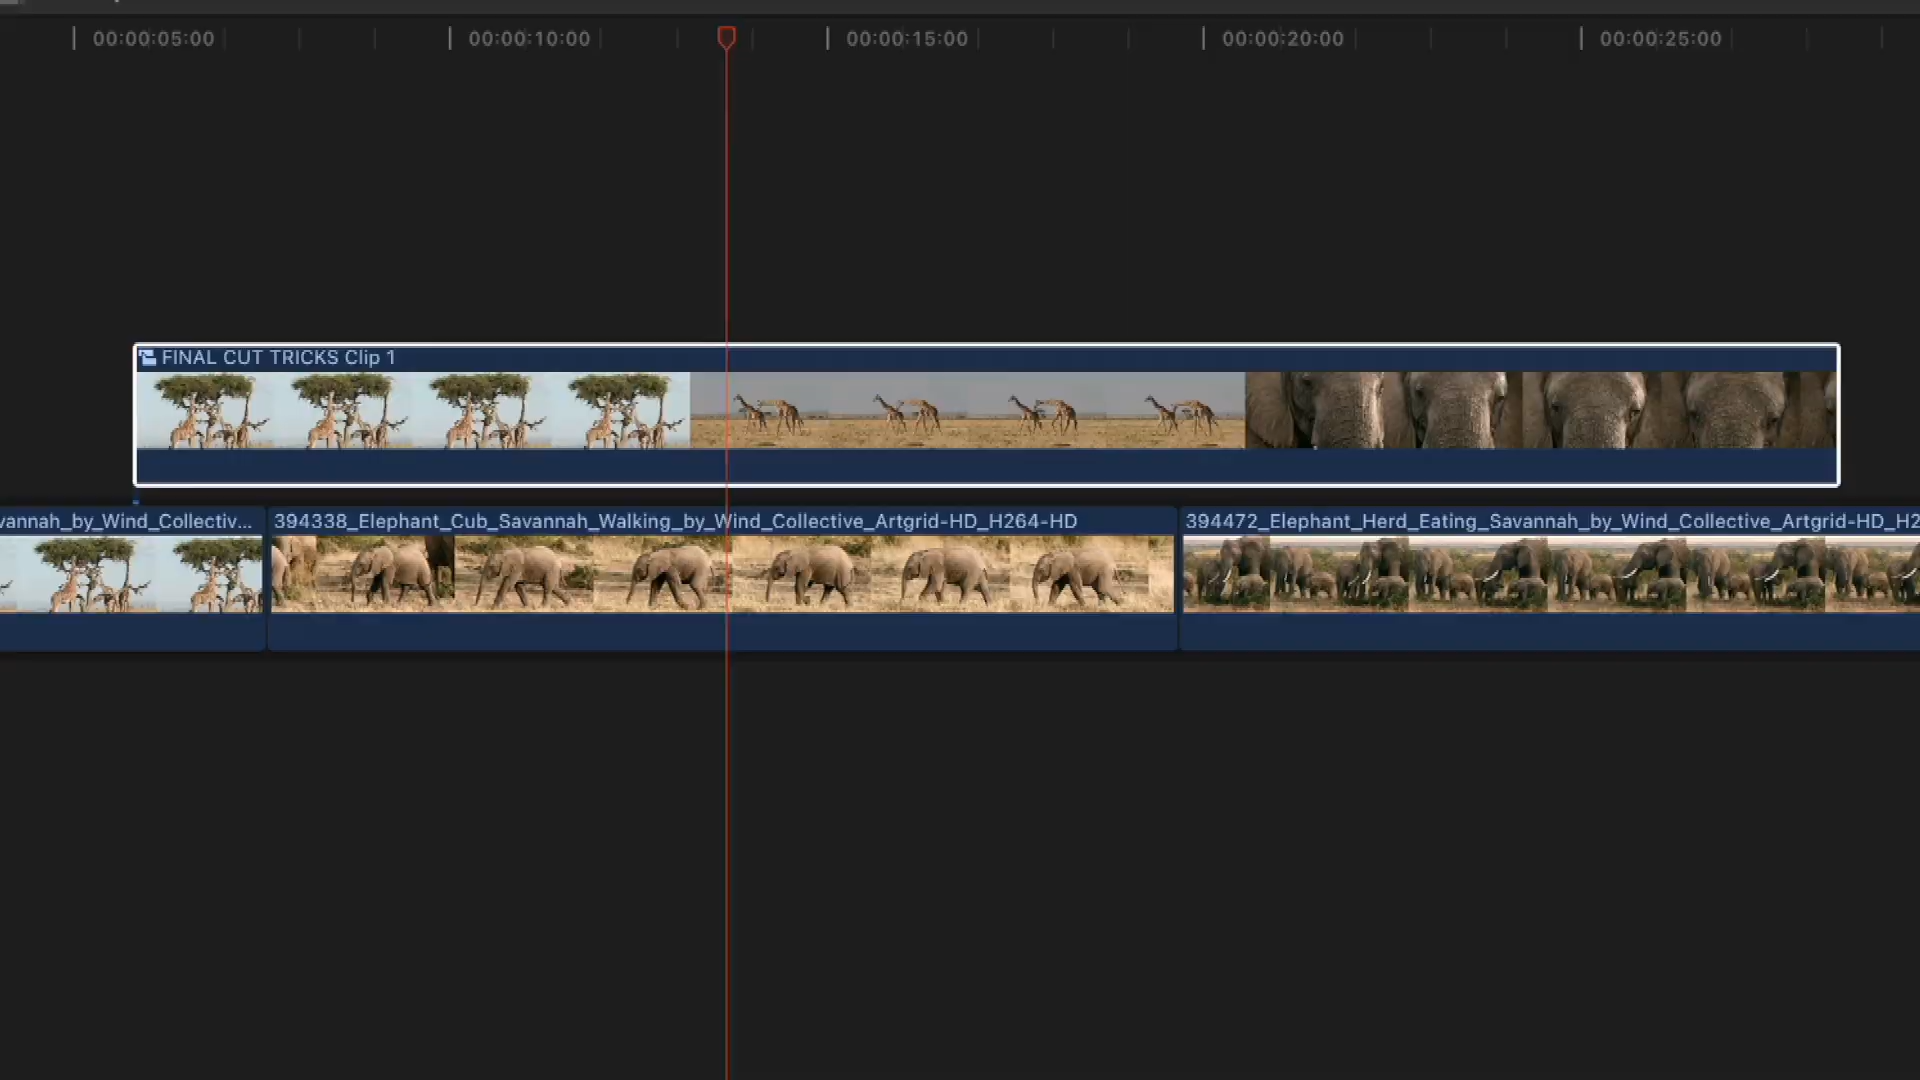 00:00:05:00 00:00:10:00 00:00:15:00 00:00:20:00 00:00:25:00
FINAL CUT TRICKS Clip 1
vannah_by_Wind_Collectiv... 394338_Elephant_Cub_Savannah_Walking_by_Wind_Collective_Artgrid-HD_H264-HD 394472_Elephant_Herd_Eating_Savannah_by_Wind_Collective_Artgrid-HD_H2